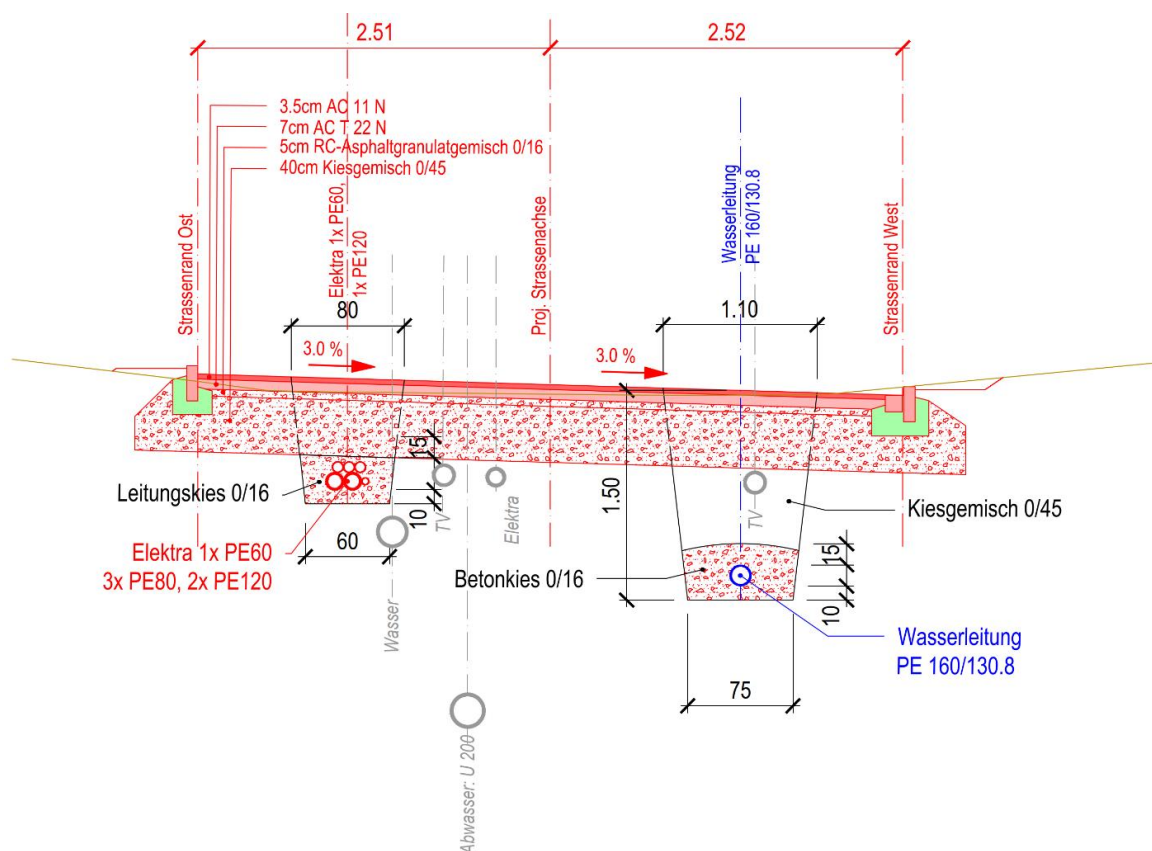 2.51
2.52
3.5cm AC 11 N
7cm AC T 22 N
5cm RC-Asphaltgranulatgemisch 0/16
40cm Kiesgemisch 0/45
Strassenrand Ost
Elektra 1x PE60,
1x PE120
Proj. Strassenachse
Wasserleitung
PE 160/130.8
Strassenrand West
80
1.10
3.0 %
3.0 %
15
Leitungskies 0/16
10
TV
Elektra
1.50
TV
Kiesgemisch 0/45
60
Elektra 1x PE60
3x PE80, 2x PE120
Betonkies 0/16
15
10
Wasser
Wasserleitung
PE 160/130.8
75
Abwasser: U 200